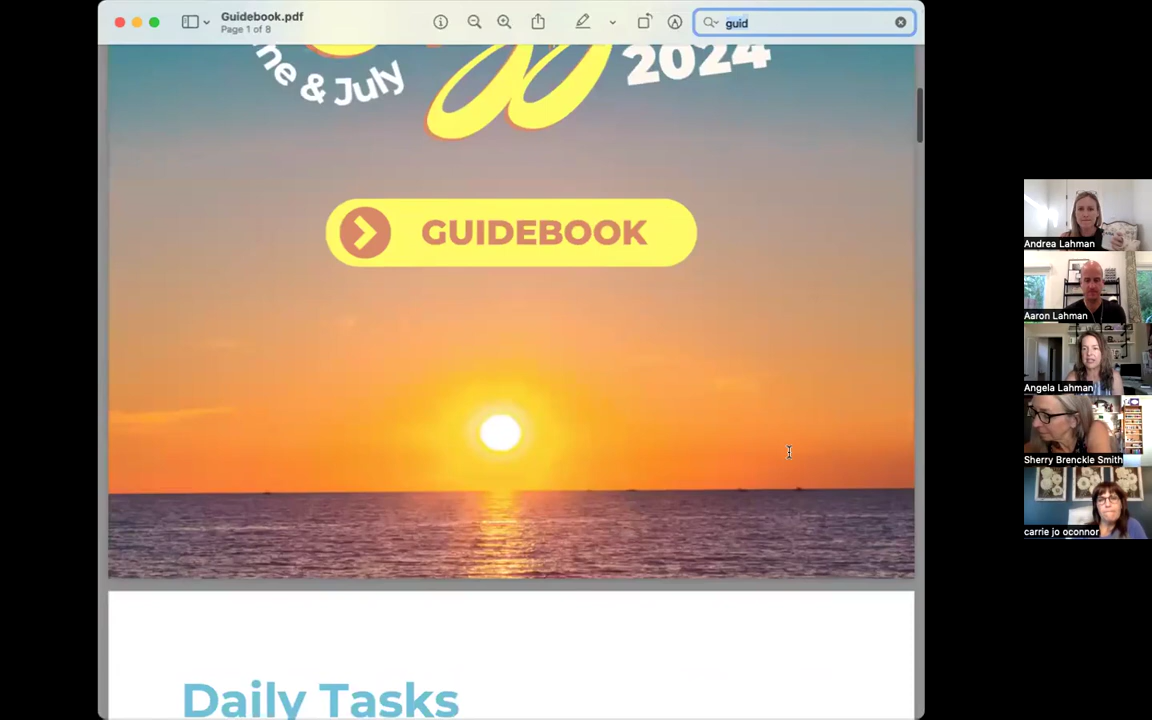 Guidebook.pdf
Page 1 of 8
guid
ne & July
2024
GUIDEBOOK
Daily Tasks
Andrea Lahman
Aaron Lahman
Angela Lahman
Sherry Brenckle Smith
carrie jo oconnor